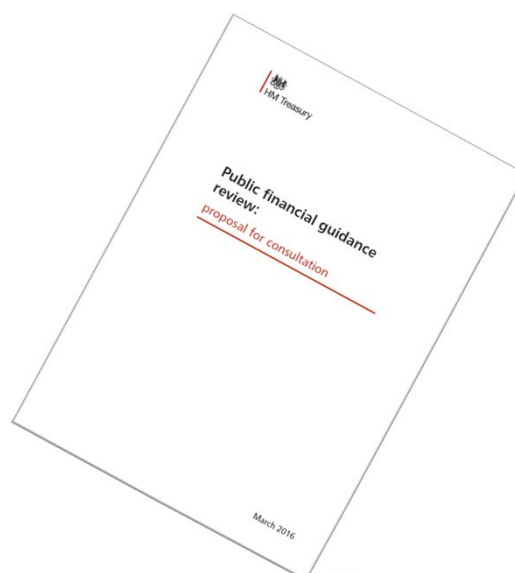 HM Treasury
Public financial guidance
review:
proposal for consultation
March 2016